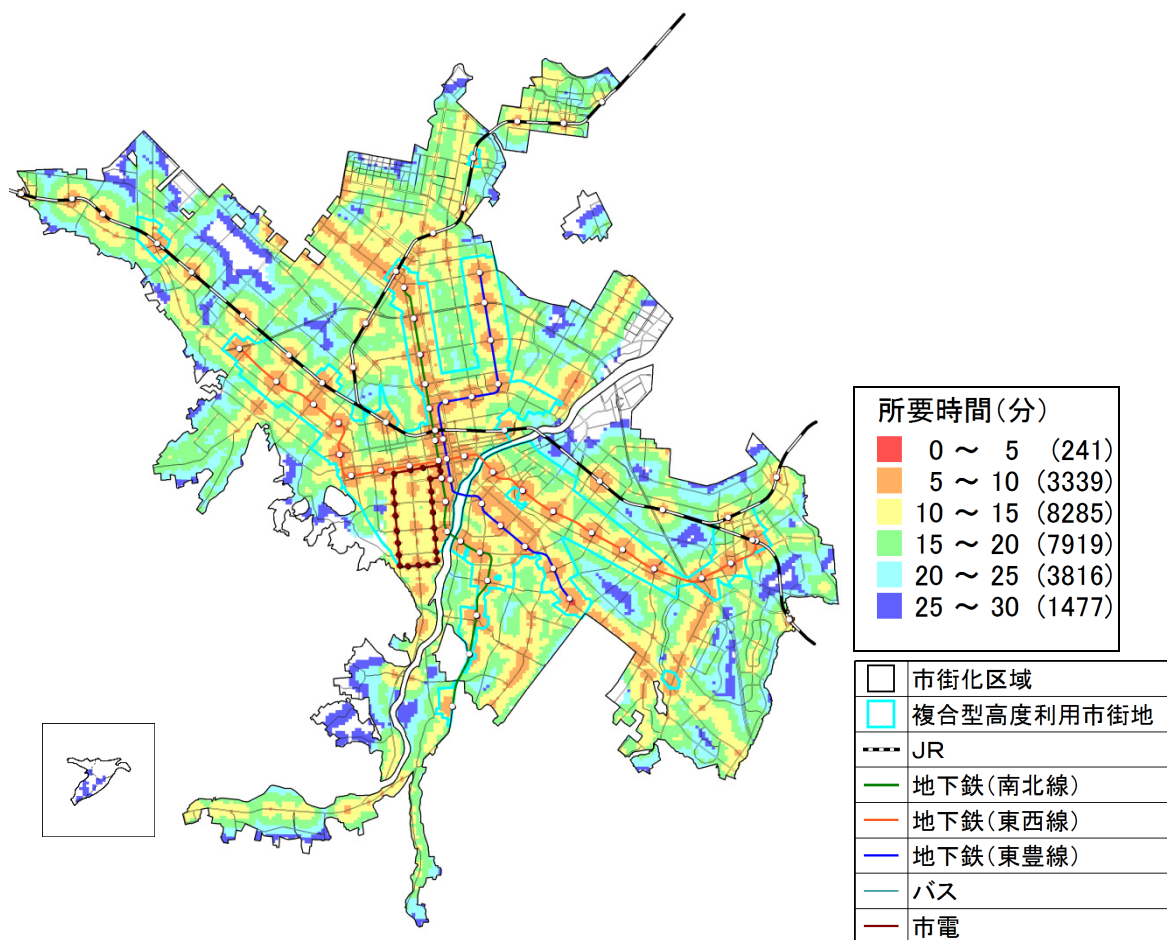 所要時間(分)
0 ～ 5 (241)
5 ～ 10 (3339)
10 ～ 15 (8285)
15 ～ 20 (7919)
20 ～ 25 (3816)
25 ～ 30 (1477)
市街化区域
複合型高度利用市街地
JR
地下鉄(南北線)
地下鉄(東西線)
地下鉄(東豊線)
バス
市電